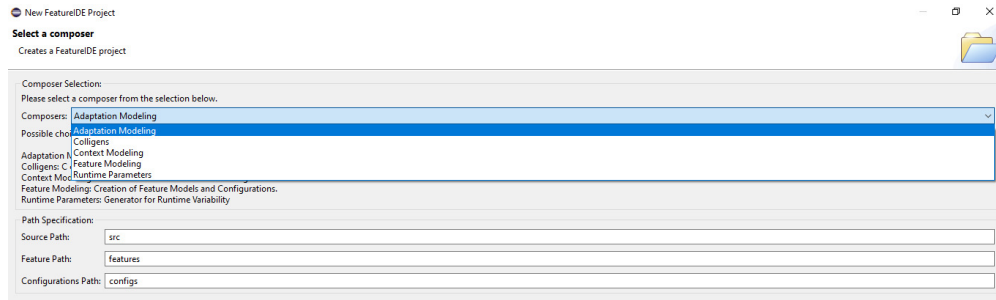 New FeatureIDE Project
Select a composer
Creates a FeatureIDE project
Composer Selection:
Please select a composer from the selection below.
Composers: Adaptation Modeling
Possible cho
Adaptation Modeling
Colligens
Context Modeling
Feature Modeling
Runtime Parameters
Adaptation M
Colligens: C
Context Mod
Feature Modeling: Creation of Feature Models and Configurations.
Runtime Parameters: Generator for Runtime Variability
Path Specification:
Source Path: src
Feature Path: features
Configurations Path: configs